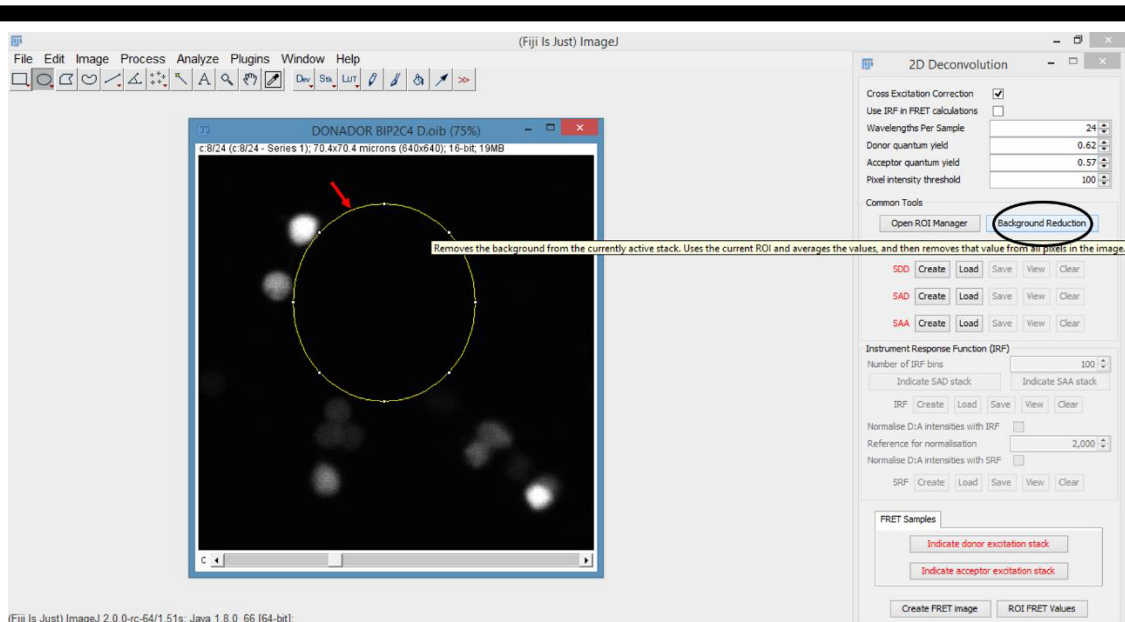 (Fiji Is Just) ImageJ
File Edit Image Process Analyze Plugins Window Help
A Dev Stk LUT >>
DONADOR BIP2C4 D.oib (75%)
c:8/24 (c:8/24 - Series 1); 70.4x70.4 microns (640x640); 16-bit; 19MB
c
2D Deconvolution
Cross Excitation Correction
Use IRF in FRET calculations
Wavelengths Per Sample 24
Donor quantum yield 0.62
Acceptor quantum yield 0.57
Pixel intensity threshold 100
Common Tools
Open ROI Manager Background Reduction
Removes the background from the currently active stack. Uses the current ROI and averages the values, and then removes that value from all pixels in the image.
SDD Create Load Save View Clear
SAD Create Load Save View Clear
SAA Create Load Save View Clear
Instrument Response Function (IRF)
Number of IRF bins 100
Indicate SAD stack Indicate SAA stack
IRF Create Load Save View Clear
Normalise D:A intensities with IRF
Reference for normalisation 2,000
Normalise D:A intensities with SRF
SRF Create Load Save View Clear
FRET Samples
Indicate donor excitation stack
Indicate acceptor excitation stack
Create FRET image ROI FRET Values
(Fiji Is Just) ImageJ 2.0.0-rc-64/1.51s; Java 1.8.0_66 [64-bit];